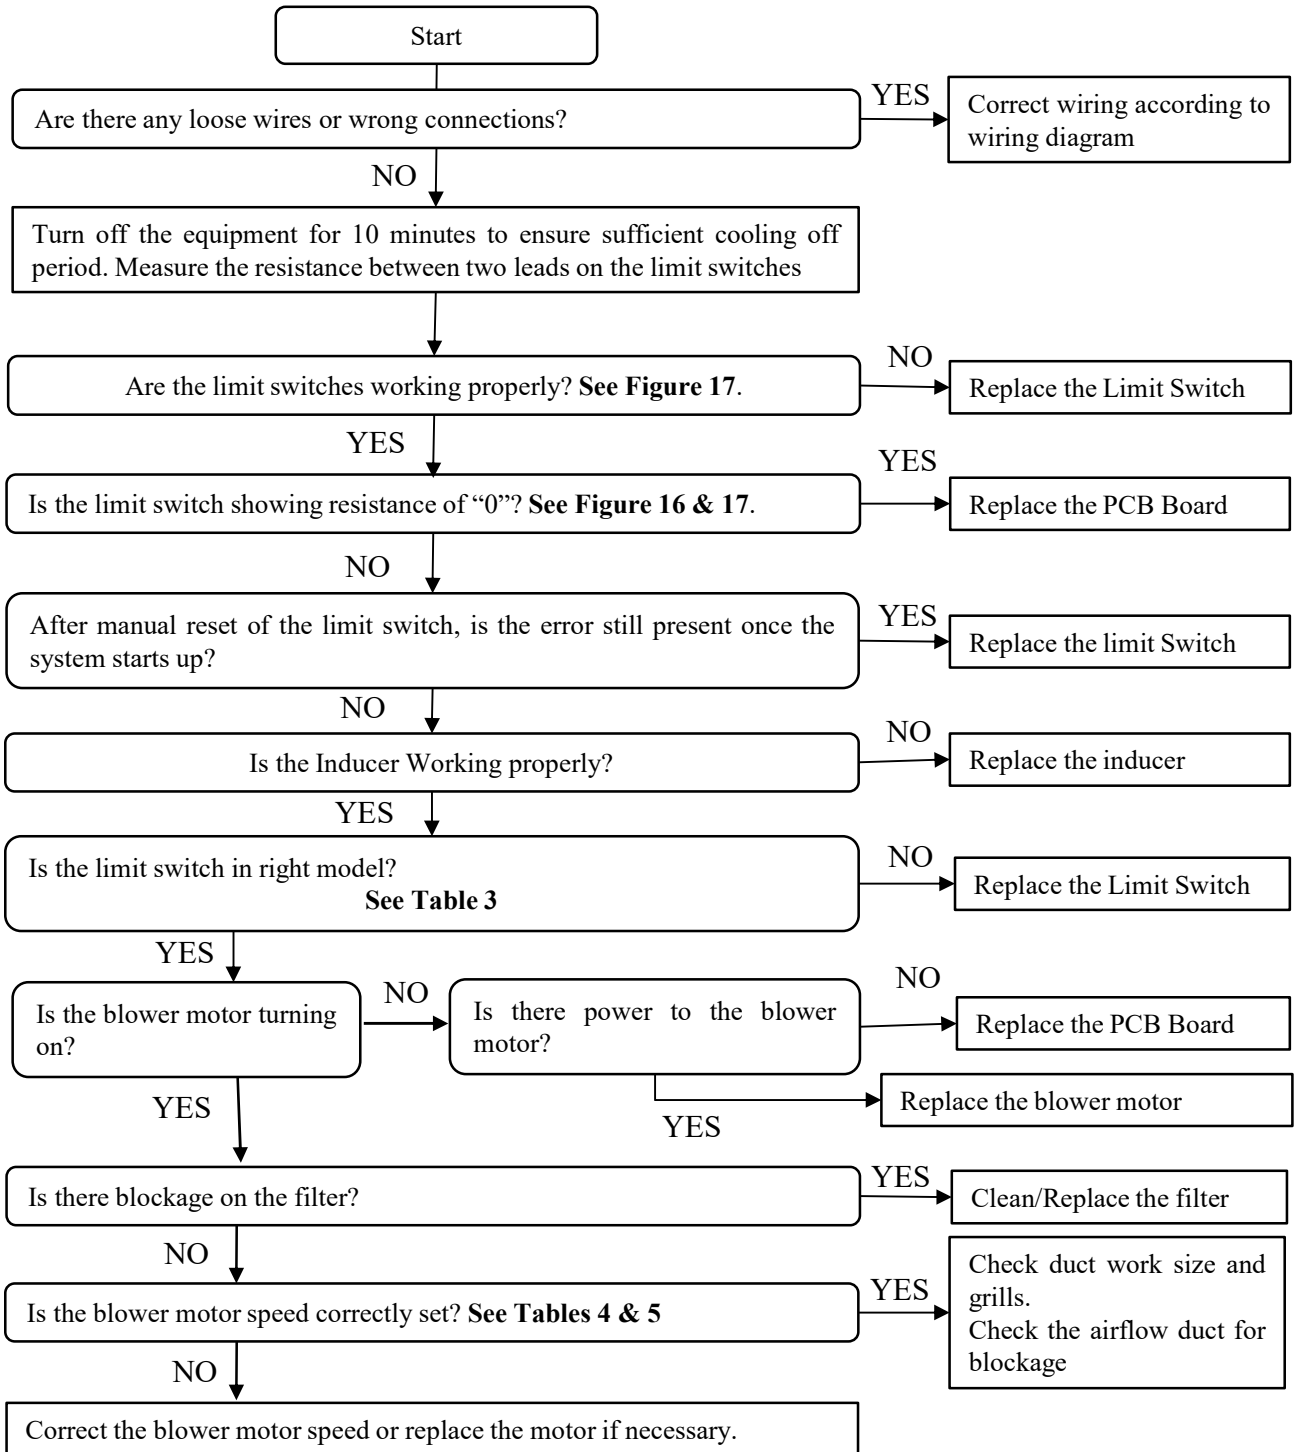 Start
Are there any loose wires or wrong connections?
YES
Correct wiring according to
wiring diagram
NO
Turn off the equipment for 10 minutes to ensure sufficient cooling off
period. Measure the resistance between two leads on the limit switches
Are the limit switches working properly? See Figure 17.
NO
Replace the Limit Switch
YES
Is the limit switch showing resistance of “0”? See Figure 16 & 17.
YES
Replace the PCB Board
NO
After manual reset of the limit switch, is the error still present once the
system starts up?
YES
Replace the limit Switch
NO
Is the Inducer Working properly?
NO
Replace the inducer
YES
Is the limit switch in right model?
See Table 3
NO
Replace the Limit Switch
YES
Is the blower motor turning
on?
NO
Is there power to the blower
motor?
NO
Replace the PCB Board
YES
Replace the blower motor
YES
Is there blockage on the filter?
YES
Clean/Replace the filter
NO
Is the blower motor speed correctly set? See Tables 4 & 5
YES
Check duct work size and
grills.
Check the airflow duct for
blockage
NO
Correct the blower motor speed or replace the motor if necessary.